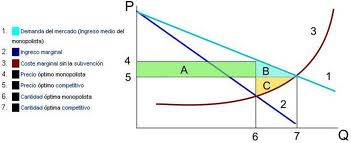 1. Demanda del mercado (Ingreso medio del monopolista)
2. Ingreso marginal
3. Coste marginal sin la subvención
4. Precio óptimo monopolista
5. Precio óptimo competitivo
6. Cantidad óptima monopolista
7. Cantidad óptima competitivo
P
3
4
A
B
5
C
1
2
6
7
Q